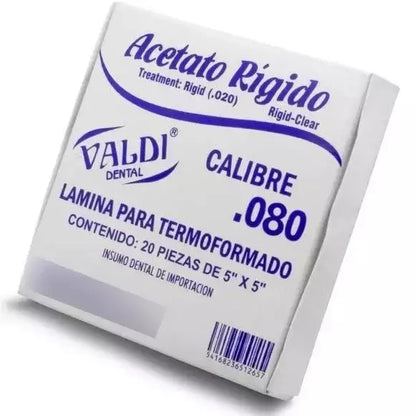 Acetato Rígido
Treatment: Rigid (.020)
Rigid-Clear
VALDI®
DENTAL
CALIBRE
.080
LAMINA PARA TERMOFORMADO
CONTENIDO: 20 PIEZAS DE 5" X 5"
INSUMO DENTAL DE IMPORTACION
54168236512657